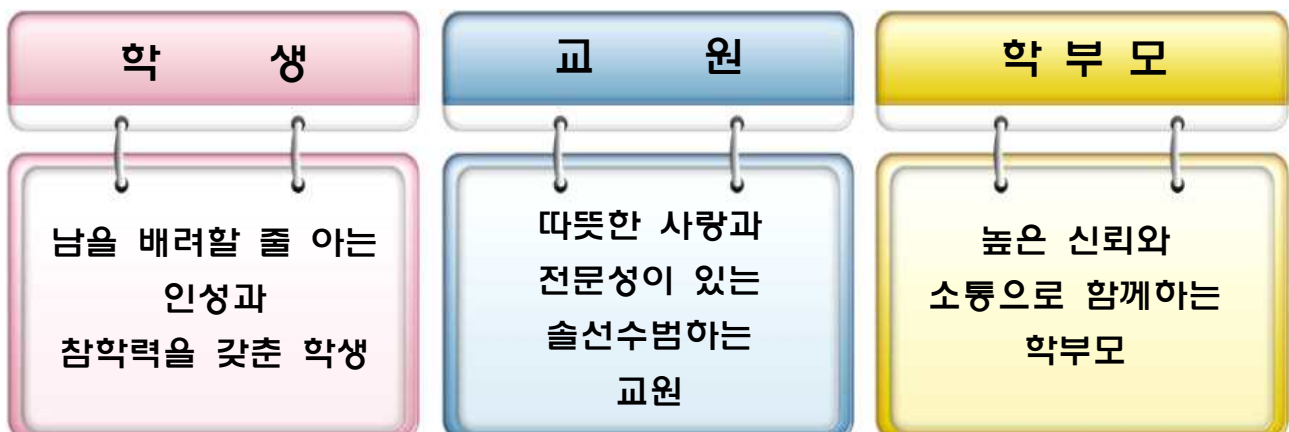 학 생
남을 배려할 줄 아는
인성과
참학력을 갖춘 학생
교 원
따뜻한 사랑과
전문성이 있는
솔선수범하는
교원
학 부 모
높은 신뢰와
소통으로 함께하는
학부모